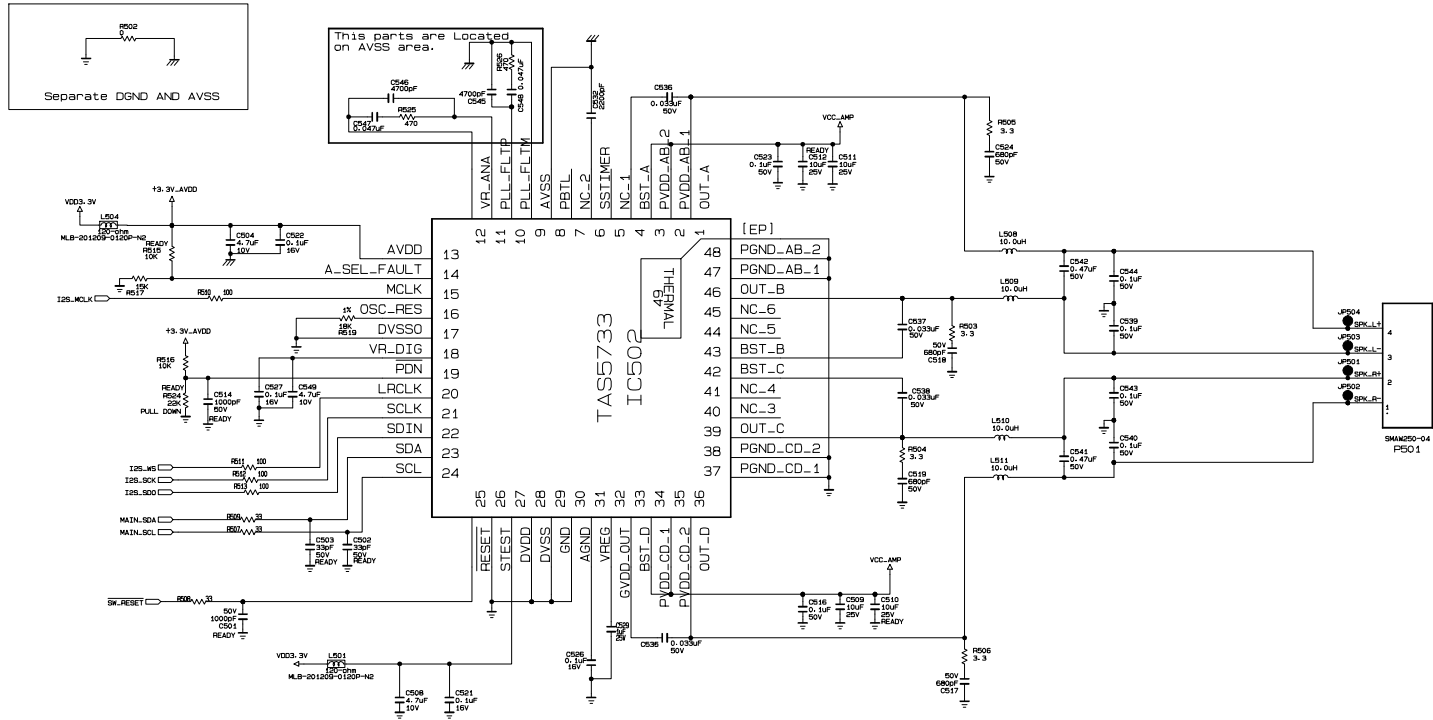 R502
0
Separate DGND AND AVSS
This parts are Located
on AVSS area.
C546
4700pF
C547
0.047uF
R525
470
4700pF
C545
R526
470
C548 0.047uF
C532
2200pF
C536
0.033uF
50V
VCC_AMP
C523
0.1uF
50V
READY
C512
10uF
25V
C511
10uF
25V
R505
3.3
C524
680pF
50V
VR_ANA
PLL_FLTP
PLL_FLTM
AVSS
PBTL
NC_2
SSTIMER
NC_1
BST_A
PVDD_AB_2
PVDD_AB_1
OUT_A
12
11
10
9
8
7
6
5
4
3
2
1
VDD3.3V
+3.3V_AVDD
L504
120-ohm
MLB-201209-0120P-N2
READY
R515
10K
C504
4.7uF
10V
C522
0.1uF
16V
15K
R517
I2S_MCLK
R510 100
1%
18K
R519
+3.3V_AVDD
R516
10K
READY
R524
22K
PULL DOWN
C514
1000pF
50V
READY
C527
0.1uF
16V
C549
4.7uF
10V
I2S_WS
R511 100
I2S_SCK
R512 100
I2S_SDO
R513 100
MAIN_SDA
R509 33
MAIN_SCL
R507 33
C503
33pF
50V
READY
C502
33pF
50V
READY
SW_RESET
R508 33
50V
1000pF
C501
READY
AVDD 13
A_SEL_FAULT 14
MCLK 15
OSC_RES 16
DVSSO 17
VR_DIG 18
PDN 19
LRCLK 20
SCLK 21
SDIN 22
SDA 23
SCL 24
TAS5733
IC502
THERMAL
49
[EP]
48 PGND_AB_2
47 PGND_AB_1
46 OUT_B
45 NC_6
44 NC_5
43 BST_B
42 BST_C
41 NC_4
40 NC_3
39 OUT_C
38 PGND_CD_2
37 PGND_CD_1
25
26
27
28
29
30
31
32
33
34
35
36
RESET
STEST
DVDD
DVSS
GND
AGND
VREG
GVDD_OUT
BST_D
PVDD_CD_1
PVDD_CD_2
OUT_D
C537
0.033uF
50V
R503
3.3
50V
680pF
C518
C538
0.033uF
50V
R504
3.3
C519
680pF
50V
L508
10.0uH
L509
10.0uH
L510
10.0uH
L511
10.0uH
C542
0.47uF
50V
C544
0.1uF
50V
C539
0.1uF
50V
C543
0.1uF
50V
C541
0.47uF
50V
C540
0.1uF
50V
JP504
SPK_L+
4
JP503
SPK_L-
3
JP501
SPK_R+
2
JP502
SPK_R-
1
SMAW250-04
P501
VCC_AMP
C516
0.1uF
50V
C509
10uF
25V
C510
10uF
25V
READY
C535
0.033uF
50V
R506
3.3
50V
680pF
C517
C529
25V
C526
0.1uF
16V
VDD3.3V
L501
120-ohm
MLB-201209-0120P-N2
C508
4.7uF
10V
C521
0.1uF
16V